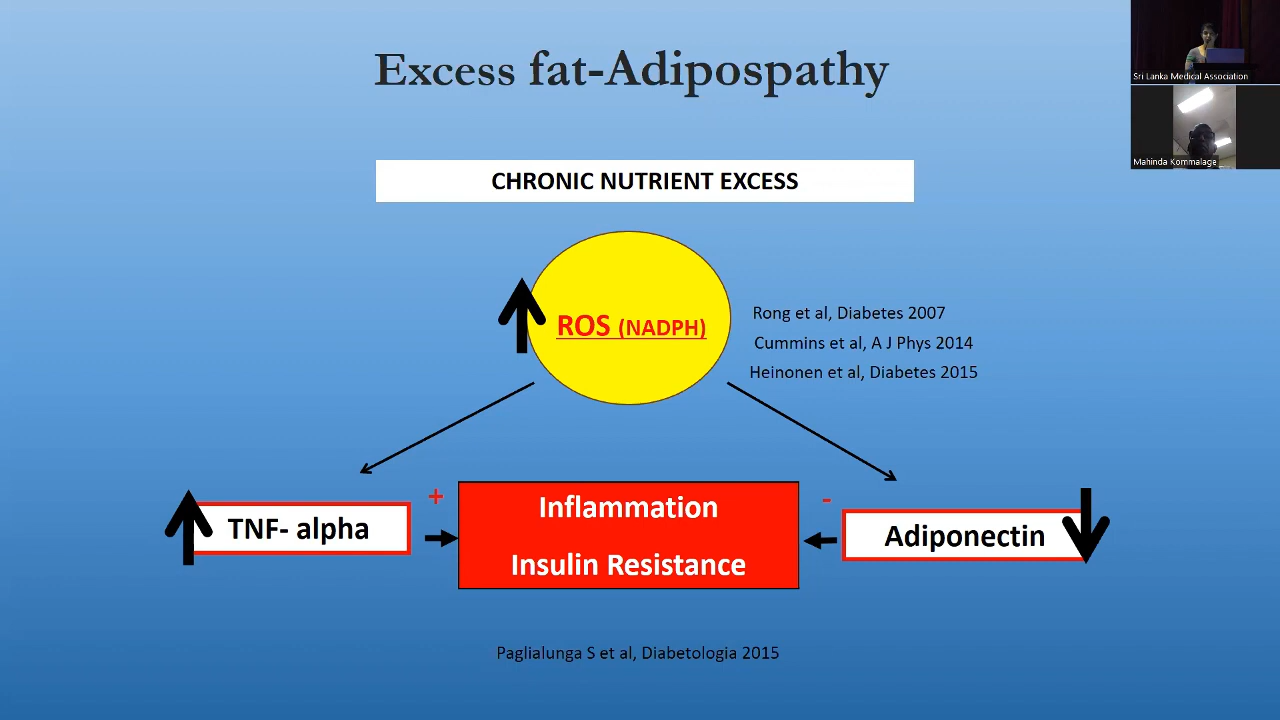 Excess fat-Adipospathy
Sri Lanka Medical Association
Mahinda Kommalage
CHRONIC NUTRIENT EXCESS
ROS (NADPH)
Rong et al, Diabetes 2007
Cummins et al, A J Phys 2014
Heinonen et al, Diabetes 2015
TNF- alpha
+
Inflammation
Insulin Resistance
-
Adiponectin
Paglialunga S et al, Diabetologia 2015